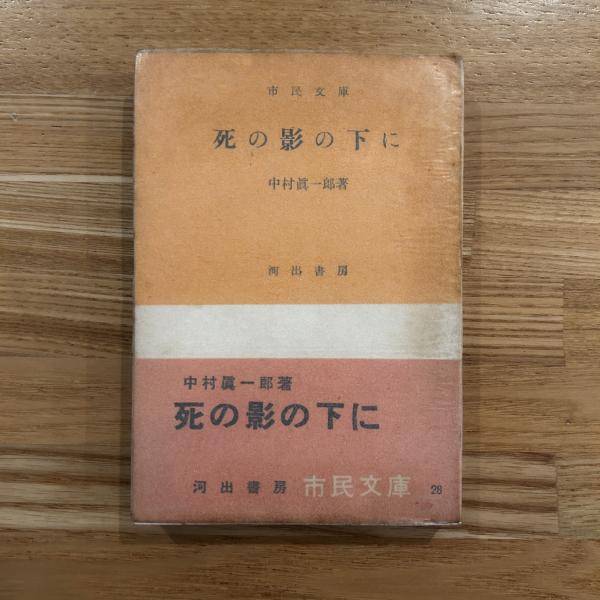 市民文庫
死の影の下に
中村眞一郎著
河出書房
中村眞一郎著
死の影の下に
河出書房 市民文庫 28